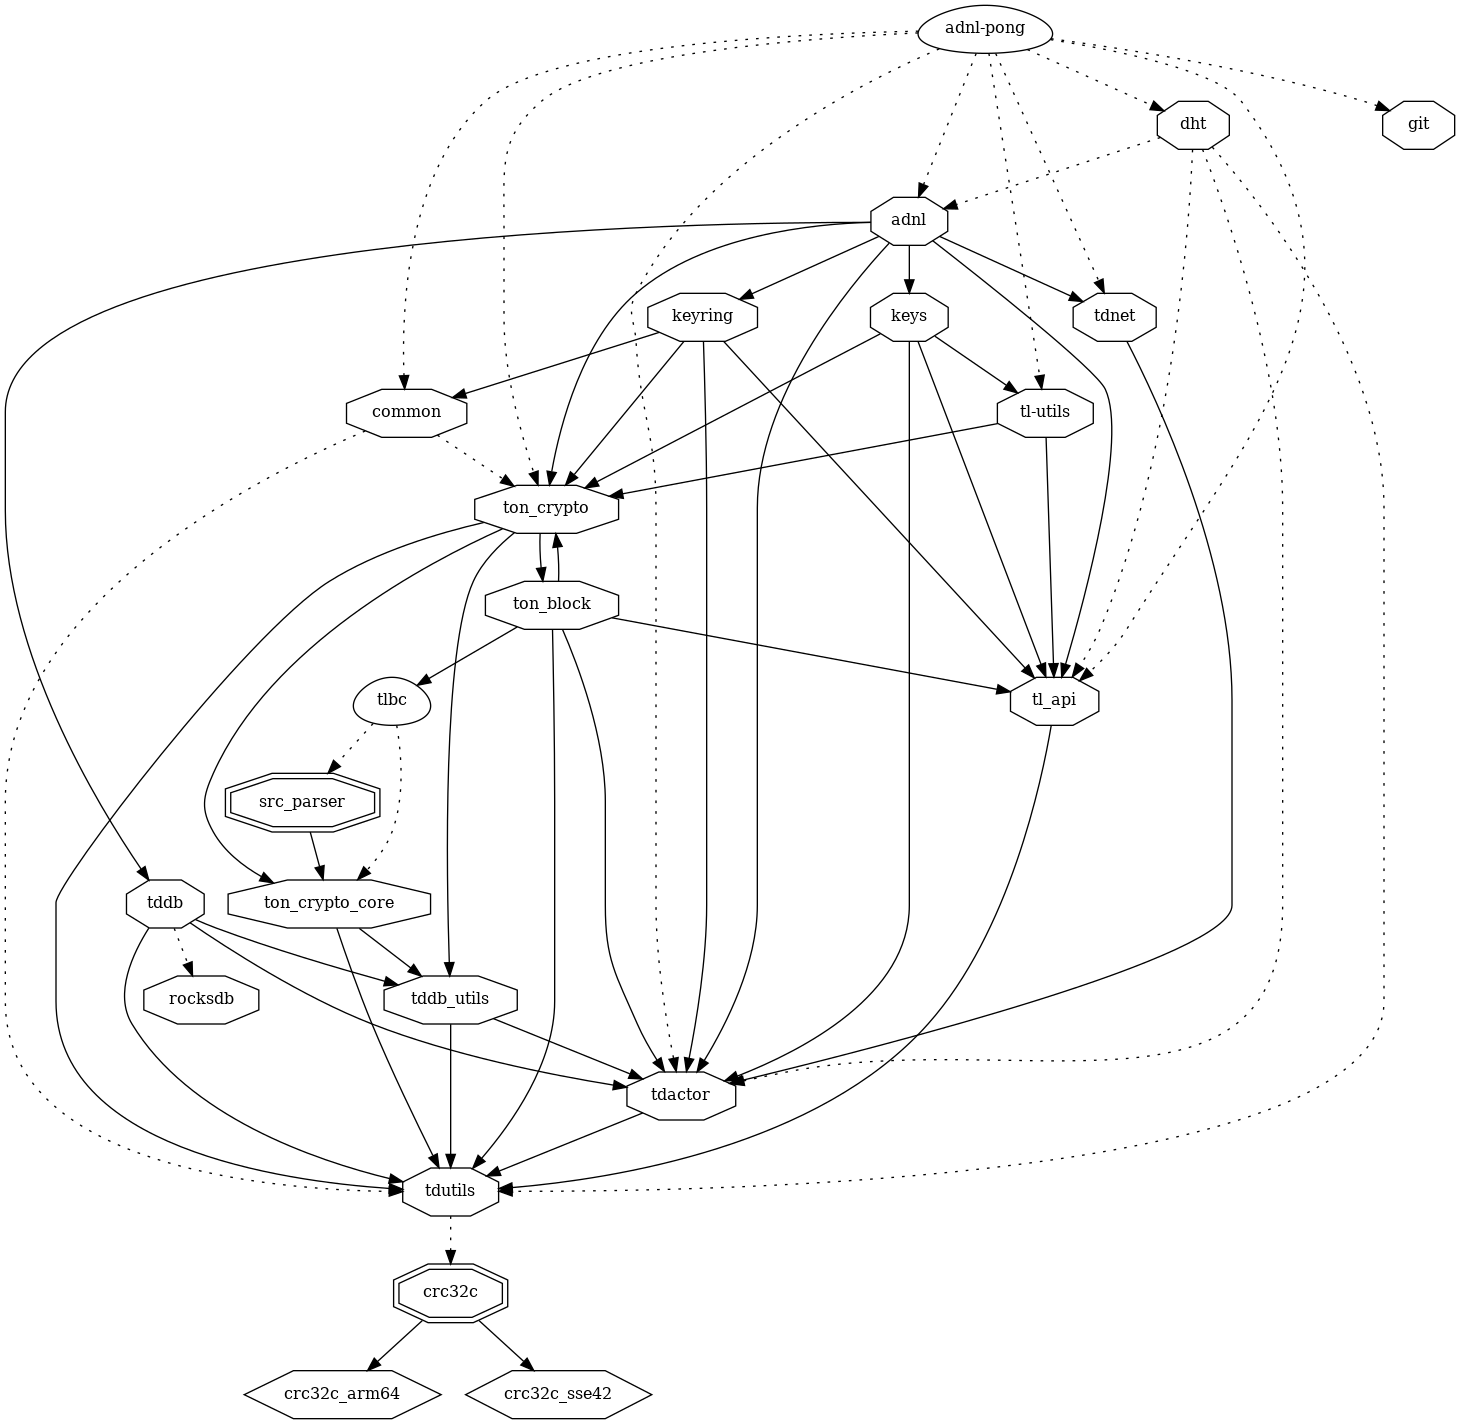 adnl-pong
dht
git
adnl
keyring
keys
tdnet
common
tl-utils
ton_crypto
ton_block
tlbc
tl_api
src_parser
tddb
ton_crypto_core
rocksdb
tddb_utils
tdactor
tdutils
crc32c
crc32c_arm64
crc32c_sse42